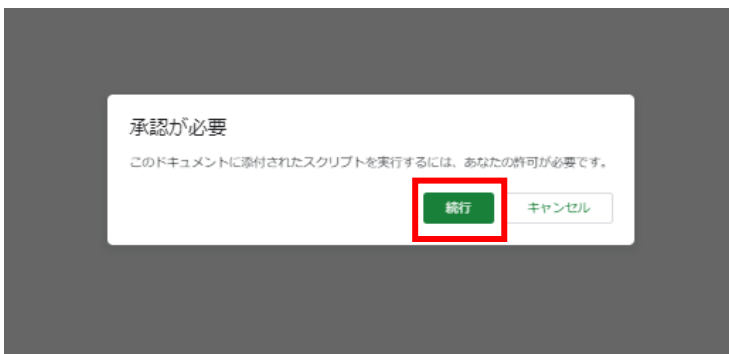 承認が必要
このドキュメントに添付されたスクリプトを実行するには、あなたの許可が必要です。
続行 キャンセル